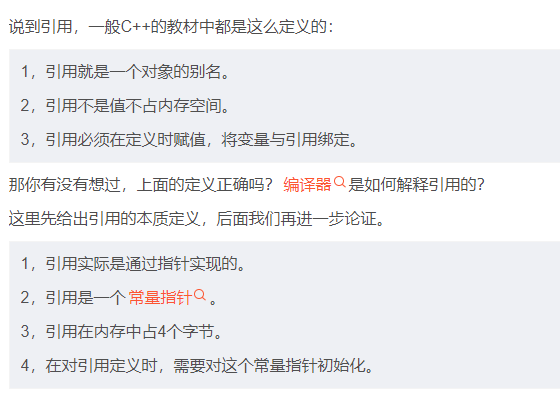 说到引用，一般C++的教材中都是这么定义的：
1，引用就是一个对象的别名。
2，引用不是值不占内存空间。
3，引用必须在定义时赋值，将变量与引用绑定。
那你有没有想过，上面的定义正确吗？编译器是如何解释引用的？
这里先给出引用的本质定义，后面我们再进一步论证。
1，引用实际是通过指针实现的。
2，引用是一个常量指针。
3，引用在内存中占4个字节。
4，在对引用定义时，需要对这个常量指针初始化。